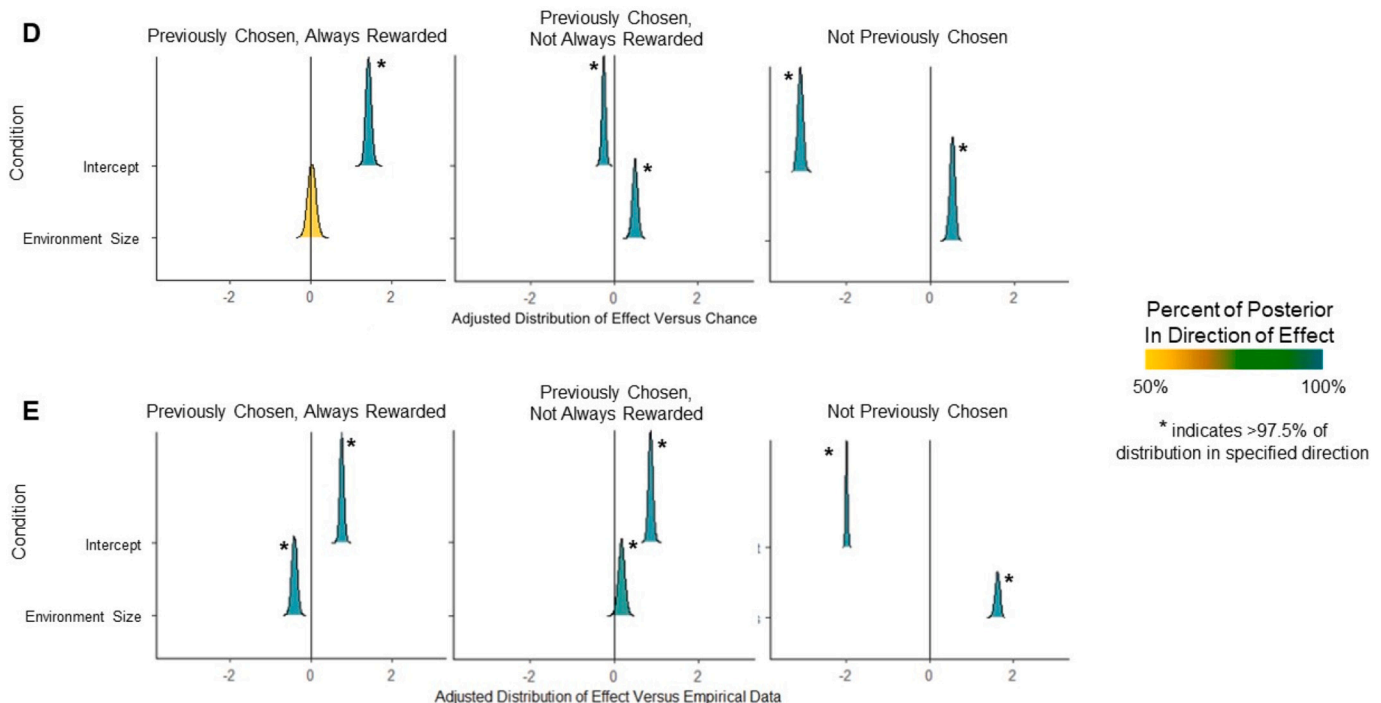 D
Previously Chosen, Always Rewarded
Previously Chosen,
Not Always Rewarded
Not Previously Chosen
Condition
Intercept
Environment Size
*
*
*
*
*
-2 0 2
-2 0 2
-2 0 2
Adjusted Distribution of Effect Versus Chance
Percent of Posterior
In Direction of Effect
50% 100%
* indicates >97.5% of
distribution in specified direction
E
Previously Chosen, Always Rewarded
Previously Chosen,
Not Always Rewarded
Not Previously Chosen
Condition
Intercept
Environment Size
*
*
*
*
*
*
-2 0 2
-2 0 2
-2 0 2
Adjusted Distribution of Effect Versus Empirical Data